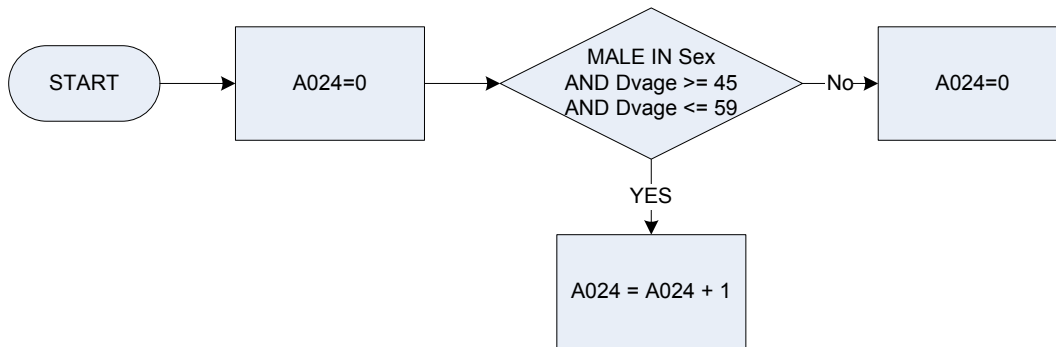 START
A024=0
MALE IN Sex
AND Dvage >= 45
AND Dvage <= 59
No
A024=0
YES
A024 = A024 + 1